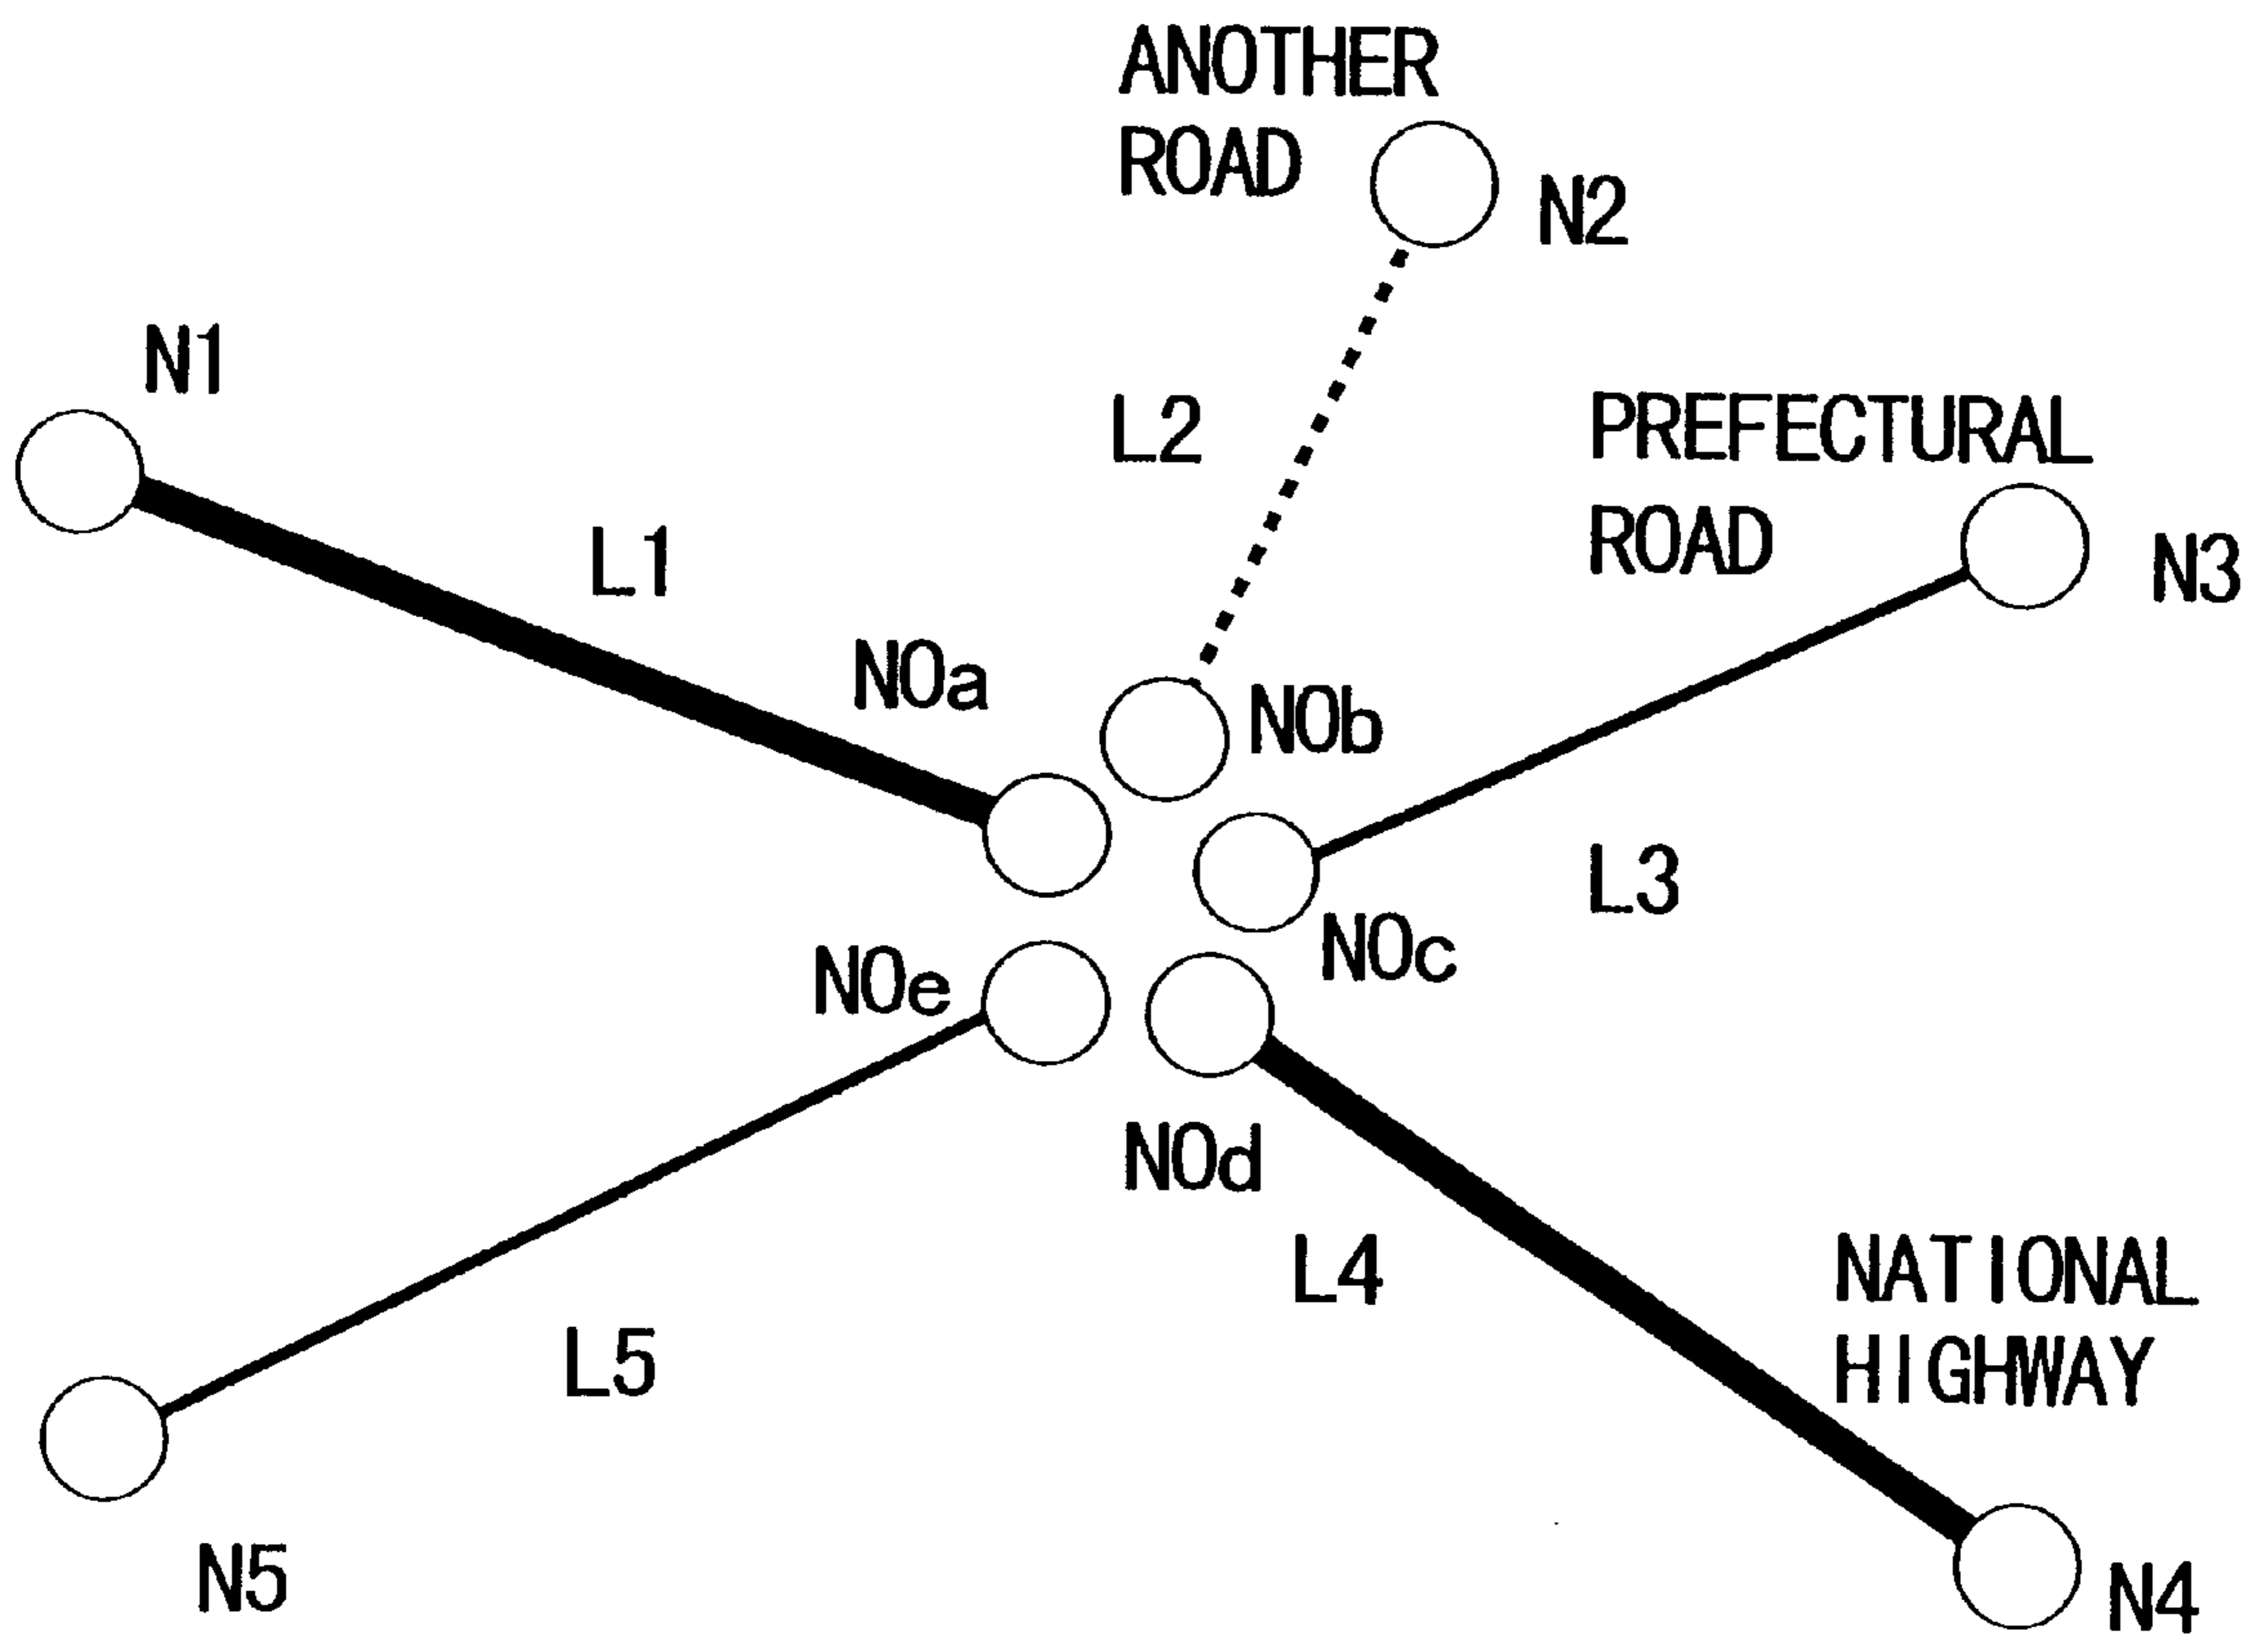 ANOTHER
ROAD
N2
N1
L2
PREFECTURAL
ROAD
N3
L1
N0a
N0b
L3
N0c
N0e
N0d
L4
NATIONAL
HIGHWAY
L5
N5
N4